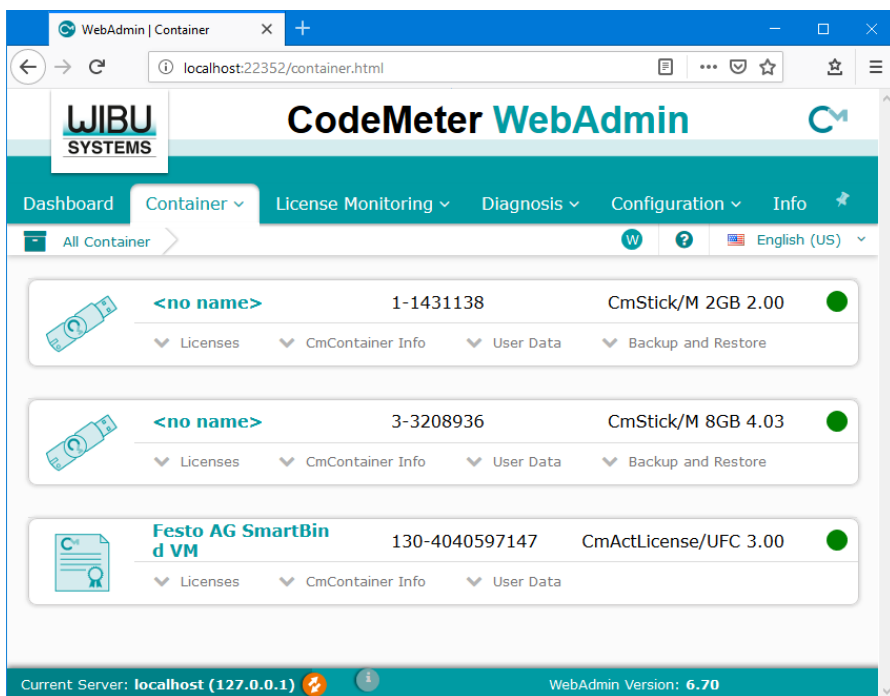 WebAdmin | Container
localhost:22352/container.html
WIBU
SYSTEMS
CodeMeter WebAdmin
Dashboard Container License Monitoring Diagnosis Configuration Info
All Container W ? English (US)
<no name> 1-1431138 CmStick/M 2GB 2.00
Licenses CmContainer Info User Data Backup and Restore
<no name> 3-3208936 CmStick/M 8GB 4.03
Licenses CmContainer Info User Data Backup and Restore
Festo AG SmartBin
d VM 130-4040597147 CmActLicense/UFC 3.00
Licenses CmContainer Info User Data
Current Server: localhost (127.0.0.1) WebAdmin Version: 6.70